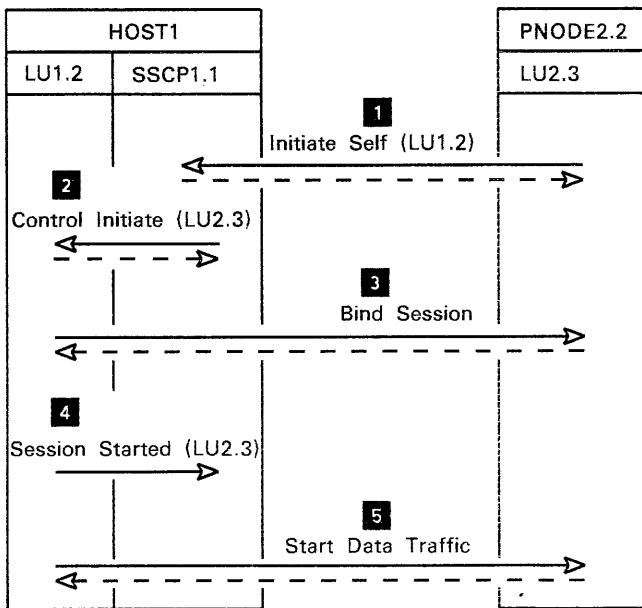 HOST1
PNODE2.2
LU1.2
SSCP1.1
LU2.3
1
Initiate Self (LU1.2)
2
Control Initiate (LU2.3)
3
Bind Session
4
Session Started (LU2.3)
5
Start Data Traffic